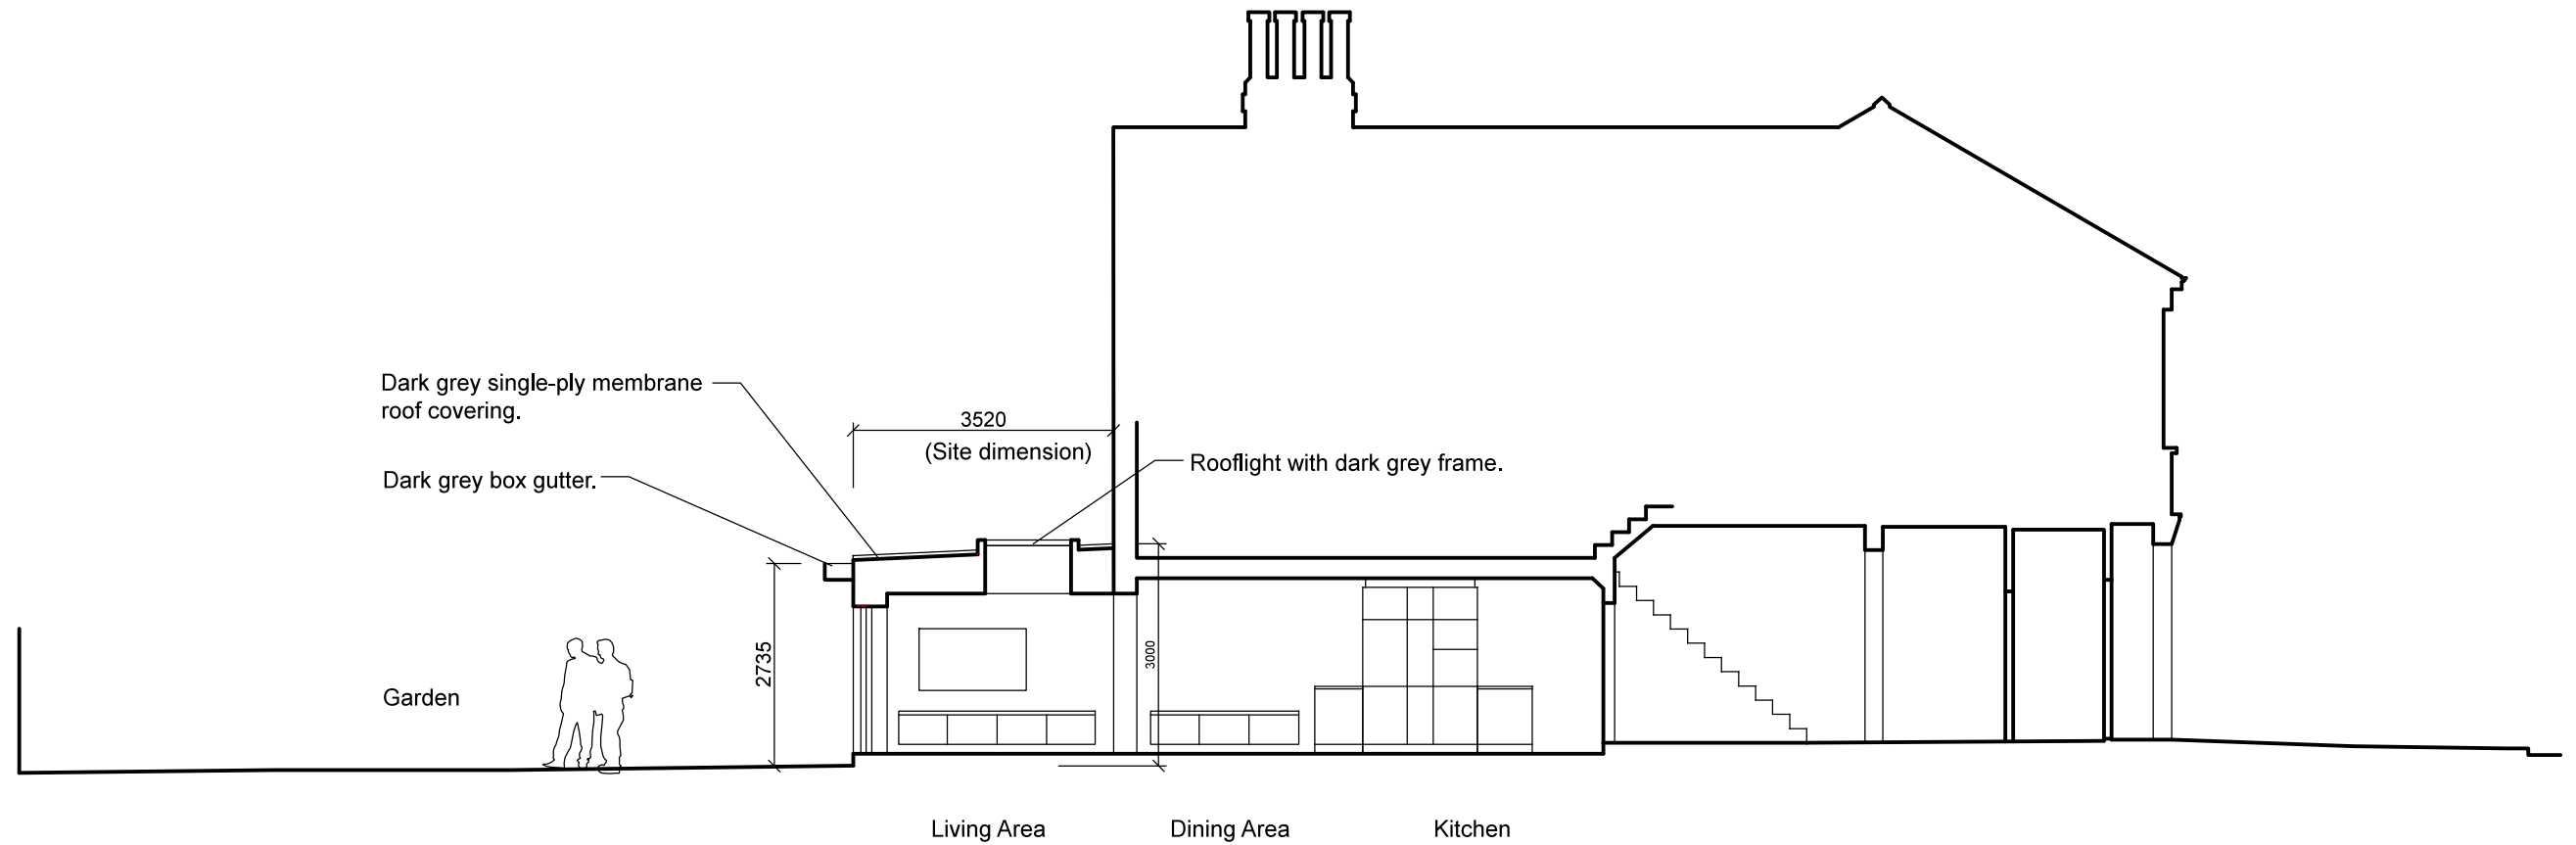 Dark grey single-ply membrane
roof covering.
3520
(Site dimension)
Rooflight with dark grey frame.
Dark grey box gutter.
2735
3000
Garden
Living Area
Dining Area
Kitchen